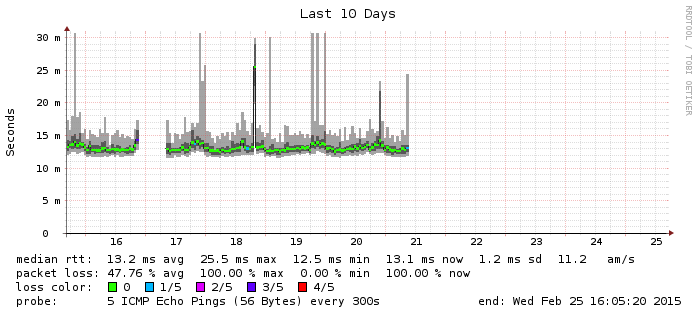 Last 10 Days
RRDTOOL / TOBI OETIKER
Seconds
30 m
25 m
20 m
15 m
10 m
5 m
0
16 17 18 19 20 21 22 23 24 25
median rtt: 13.2 ms avg 25.5 ms max 12.5 ms min 13.1 ms now 1.2 ms sd 11.2 am/s
packet loss: 47.76 % avg 100.00 % max 0.00 % min 100.00 % now
loss color: 0 1/5 2/5 3/5 4/5
probe: 5 ICMP Echo Pings (56 Bytes) every 300s end: Wed Feb 25 16:05:20 2015